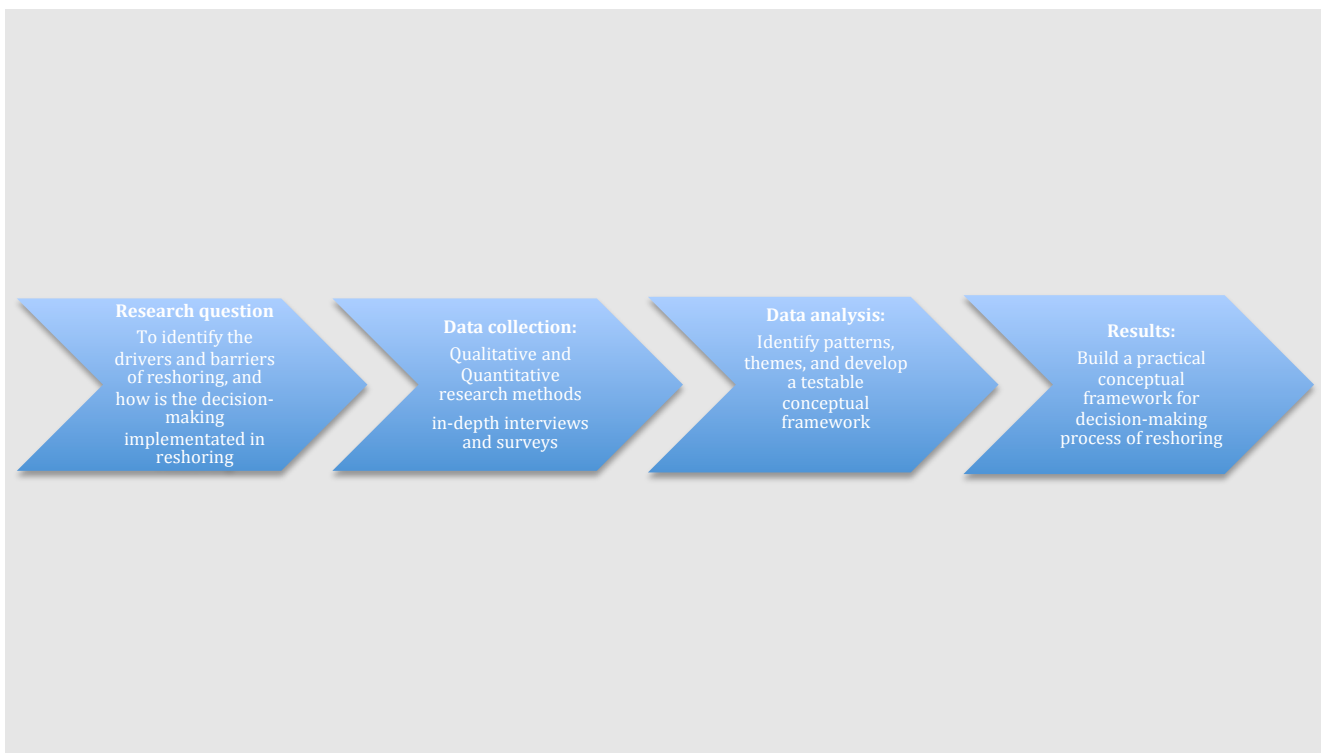 Research question
To identify the
drivers and barriers
of reshoring, and
how is the decision-
making
implementated in
reshoring
Data collection:
Qualitative and
Quantitative
research methods
in-depth interviews
and surveys
Data analysis:
Identify patterns,
themes, and develop
a testable
conceptual
framework
Results:
Build a practical
conceptual
framework for
decision-making
process of reshoring